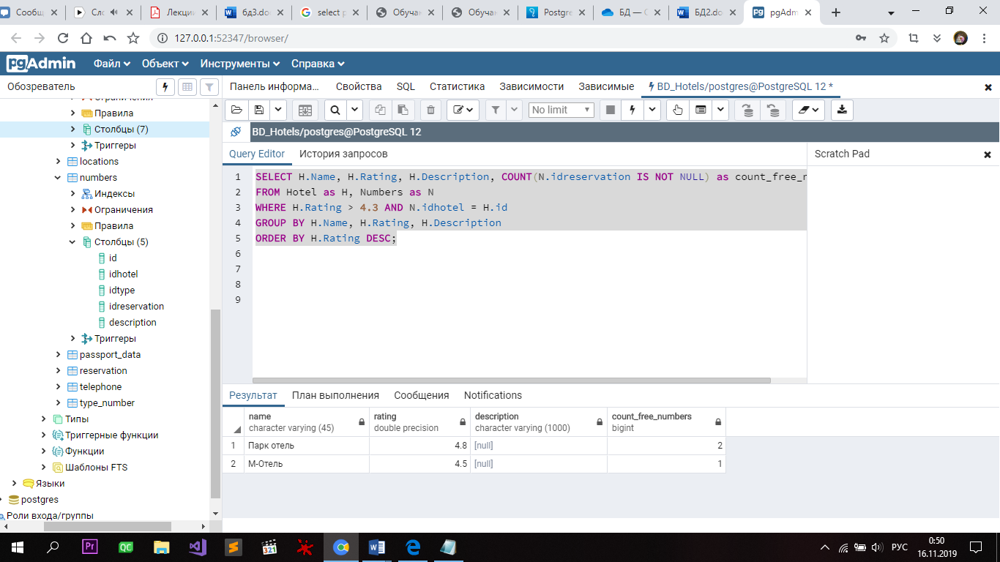 Сообщ
Сло
Лекци
бд3.do
select p
Обуча
Обуча
Postgre
БД — C
БД2.do
pgAdm
127.0.0.1:52347/browser/
pgAdmin
Файл
Объект
Инструменты
Справка
Обозреватель
Панель информа...
Свойства
SQL
Статистика
Зависимости
Зависимые
BD_Hotels/postgres@PostgreSQL 12 *
Ограничения
Правила
Столбцы (7)
Триггеры
locations
numbers
Индексы
Ограничения
Правила
Столбцы (5)
id
idhotel
idtype
idreservation
description
Триггеры
passport_data
reservation
telephone
type_number
Типы
Триггерные функции
Функции
Шаблоны FTS
Языки
postgres
Роли входа/группы
No limit
BD_Hotels/postgres@PostgreSQL 12
Query Editor
История запросов
Scratch Pad
1 SELECT H.Name, H.Rating, H.Description, COUNT(N.idreservation IS NOT NULL) as count_free_n
2 FROM Hotel as H, Numbers as N
3 WHERE H.Rating > 4.3 AND N.idhotel = H.id
4 GROUP BY H.Name, H.Rating, H.Description
5 ORDER BY H.Rating DESC;
6
7
8
9
Результат
План выполнения
Сообщения
Notifications
name
character varying (45)
rating
double precision
description
character varying (1000)
count_free_numbers
bigint
1 Парк отель 4.8 [null] 2
2 М-Отель 4.5 [null] 1
Pr
QC
321
РУС
0:50
16.11.2019